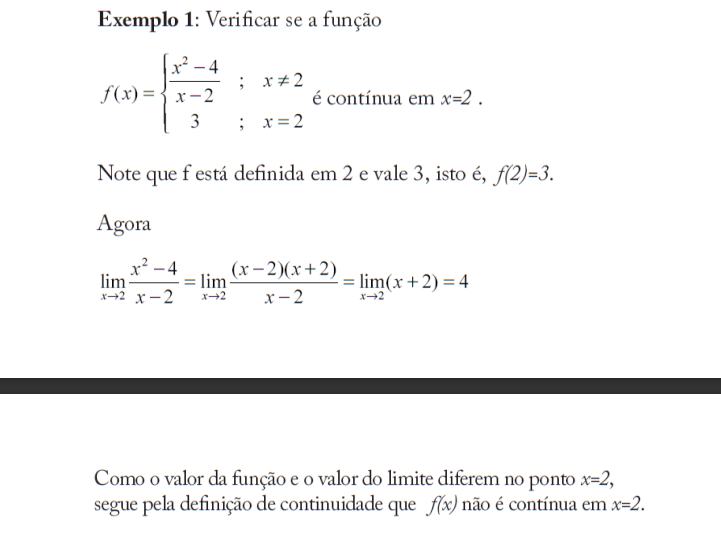 Exemplo 1: Verificar se a função
f(x) = { x² – 4 / x – 2 ; x ≠ 2
3 ; x = 2 é contínua em x=2 .
Note que f está definida em 2 e vale 3, isto é, f(2)=3.
Agora
lim x→2 x² – 4 / x – 2 = lim x→2 (x – 2)(x + 2) / x – 2 = lim x→2 (x + 2) = 4
Como o valor da função e o valor do limite diferem no ponto x=2,
segue pela definição de continuidade que f(x) não é contínua em x=2.